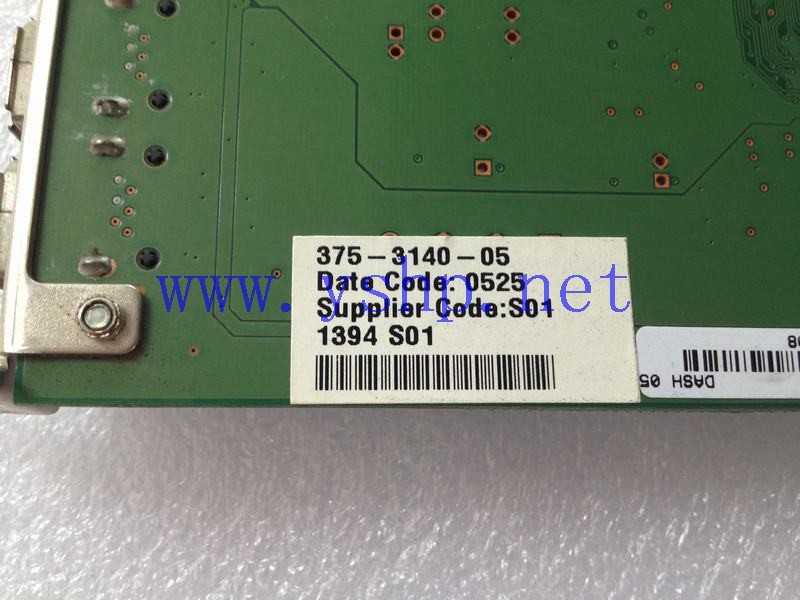 375-3140-05
Date Code: 0525
Supplier Code:S01
1394 S01
www.yshp.net
DASH 05